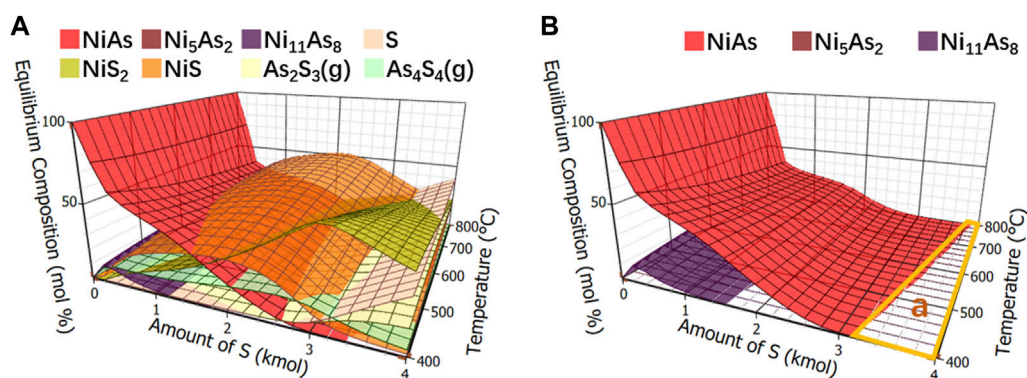 A
NiAs Ni₅As₂ Ni₁₁As₈ S
NiS₂ NiS As₂S₃(g) As₄S₄(g)
Equilibrium Composition (mol %)
100
50
0
1
2
3
4
Amount of S (kmol)
400
500
600
700
800
Temperature (°C)
B
NiAs Ni₅As₂ Ni₁₁As₈
Equilibrium Composition (mol %)
100
50
0
1
2
3
4
Amount of S (kmol)
400
500
600
700
800
Temperature (°C)
a